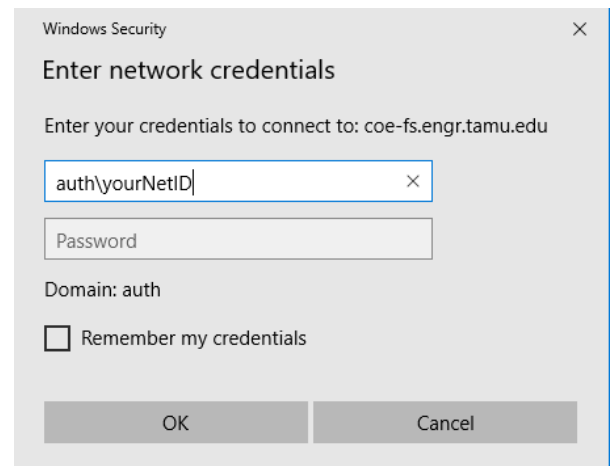 Windows Security
Enter network credentials
Enter your credentials to connect to: coe-fs.engr.tamu.edu
auth\yourNetID
Password
Domain: auth
Remember my credentials
OK Cancel